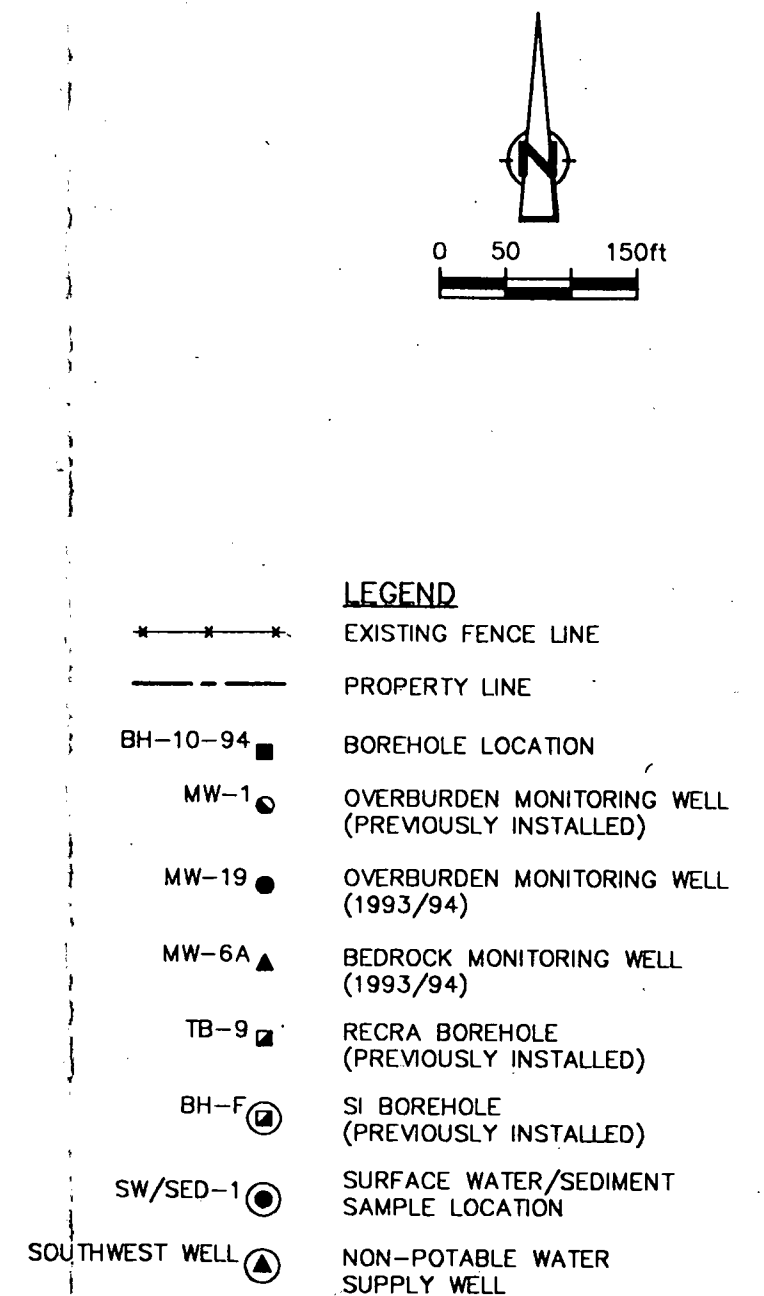 N
0 50 150ft
LEGEND
EXISTING FENCE LINE
PROPERTY LINE
BH-10-94 BOREHOLE LOCATION
MW-1 OVERBURDEN MONITORING WELL
(PREVIOUSLY INSTALLED)
MW-19 OVERBURDEN MONITORING WELL
(1993/94)
MW-6A BEDROCK MONITORING WELL
(1993/94)
TB-9 RECRA BOREHOLE
(PREVIOUSLY INSTALLED)
BH-F SI BOREHOLE
(PREVIOUSLY INSTALLED)
SW/SED-1 SURFACE WATER/SEDIMENT
SAMPLE LOCATION
SOUTHWEST WELL NON-POTABLE WATER
SUPPLY WELL